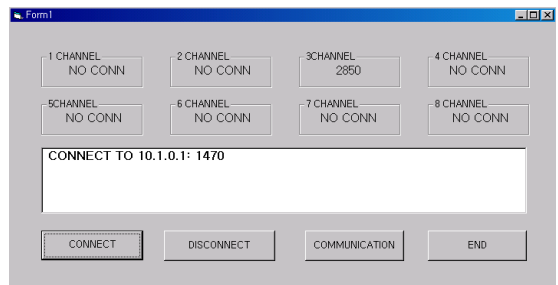 Form1
1 CHANNEL
NO CONN
2 CHANNEL
NO CONN
3CHANNEL
2850
4 CHANNEL
NO CONN
5CHANNEL
NO CONN
6 CHANNEL
NO CONN
7 CHANNEL
NO CONN
8 CHANNEL
NO CONN
CONNECT TO 10.1.0.1: 1470
CONNECT
DISCONNECT
COMMUNICATION
END